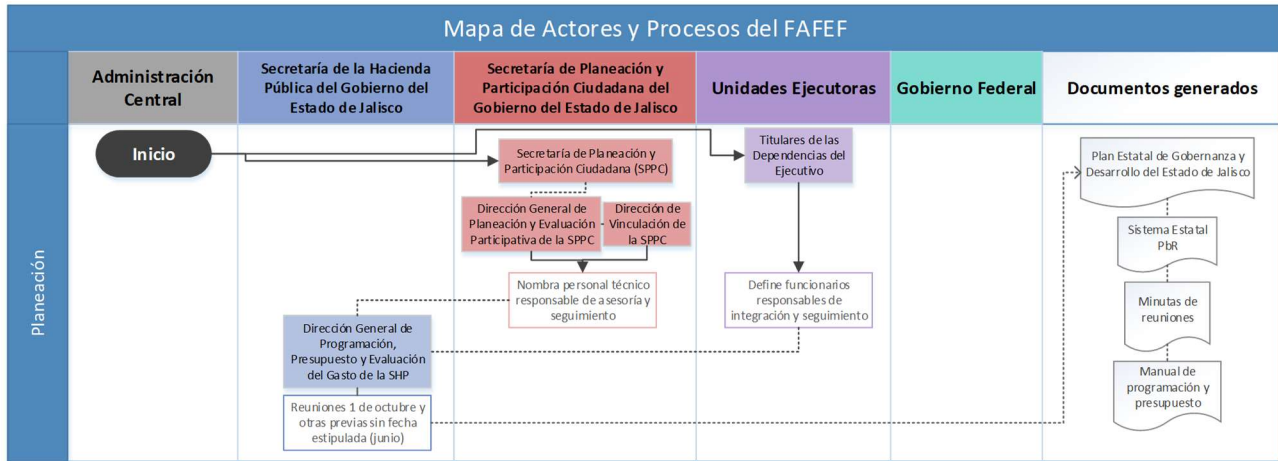 Mapa de Actores y Procesos del FAFEF
Administración
Central
Secretaría de la Hacienda
Pública del Gobierno del
Estado de Jalisco
Secretaría de Planeación y
Participación Ciudadana del
Gobierno del Estado de Jalisco
Unidades Ejecutoras
Gobierno Federal
Documentos generados
Planeación
Inicio
Secretaría de Planeación y
Participación Ciudadana (SPPC)
Titulares de las
Dependencias del
Ejecutivo
Plan Estatal de Gobernanza y
Desarrollo del Estado de Jalisco
Dirección General de
Planeación y Evaluación
Participativa de la SPPC
Dirección de
Vinculación de
la SPPC
Sistema Estatal
PbR
Nombra personal técnico
responsable de asesoría y
seguimiento
Define funcionarios
responsables de
integración y seguimiento
Minutas de
reuniones
Dirección General de
Programación,
Presupuesto y Evaluación
del Gasto de la SHP
Manual de
programación y
presupuesto
Reuniones 1 de octubre y
otras previas sin fecha
estipulada (junio)